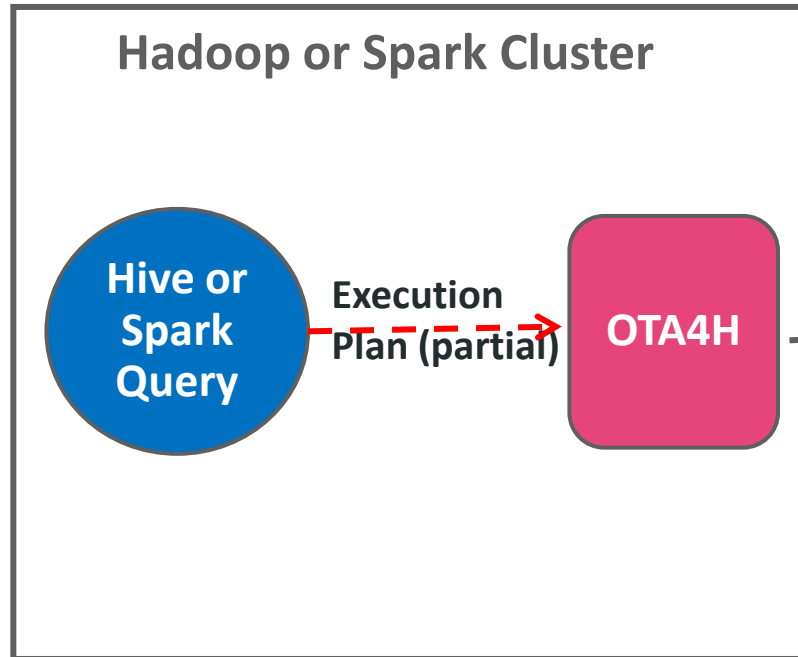 Hadoop or Spark Cluster
Hive or
Spark
Query
Execution
Plan (partial)
OTA4H